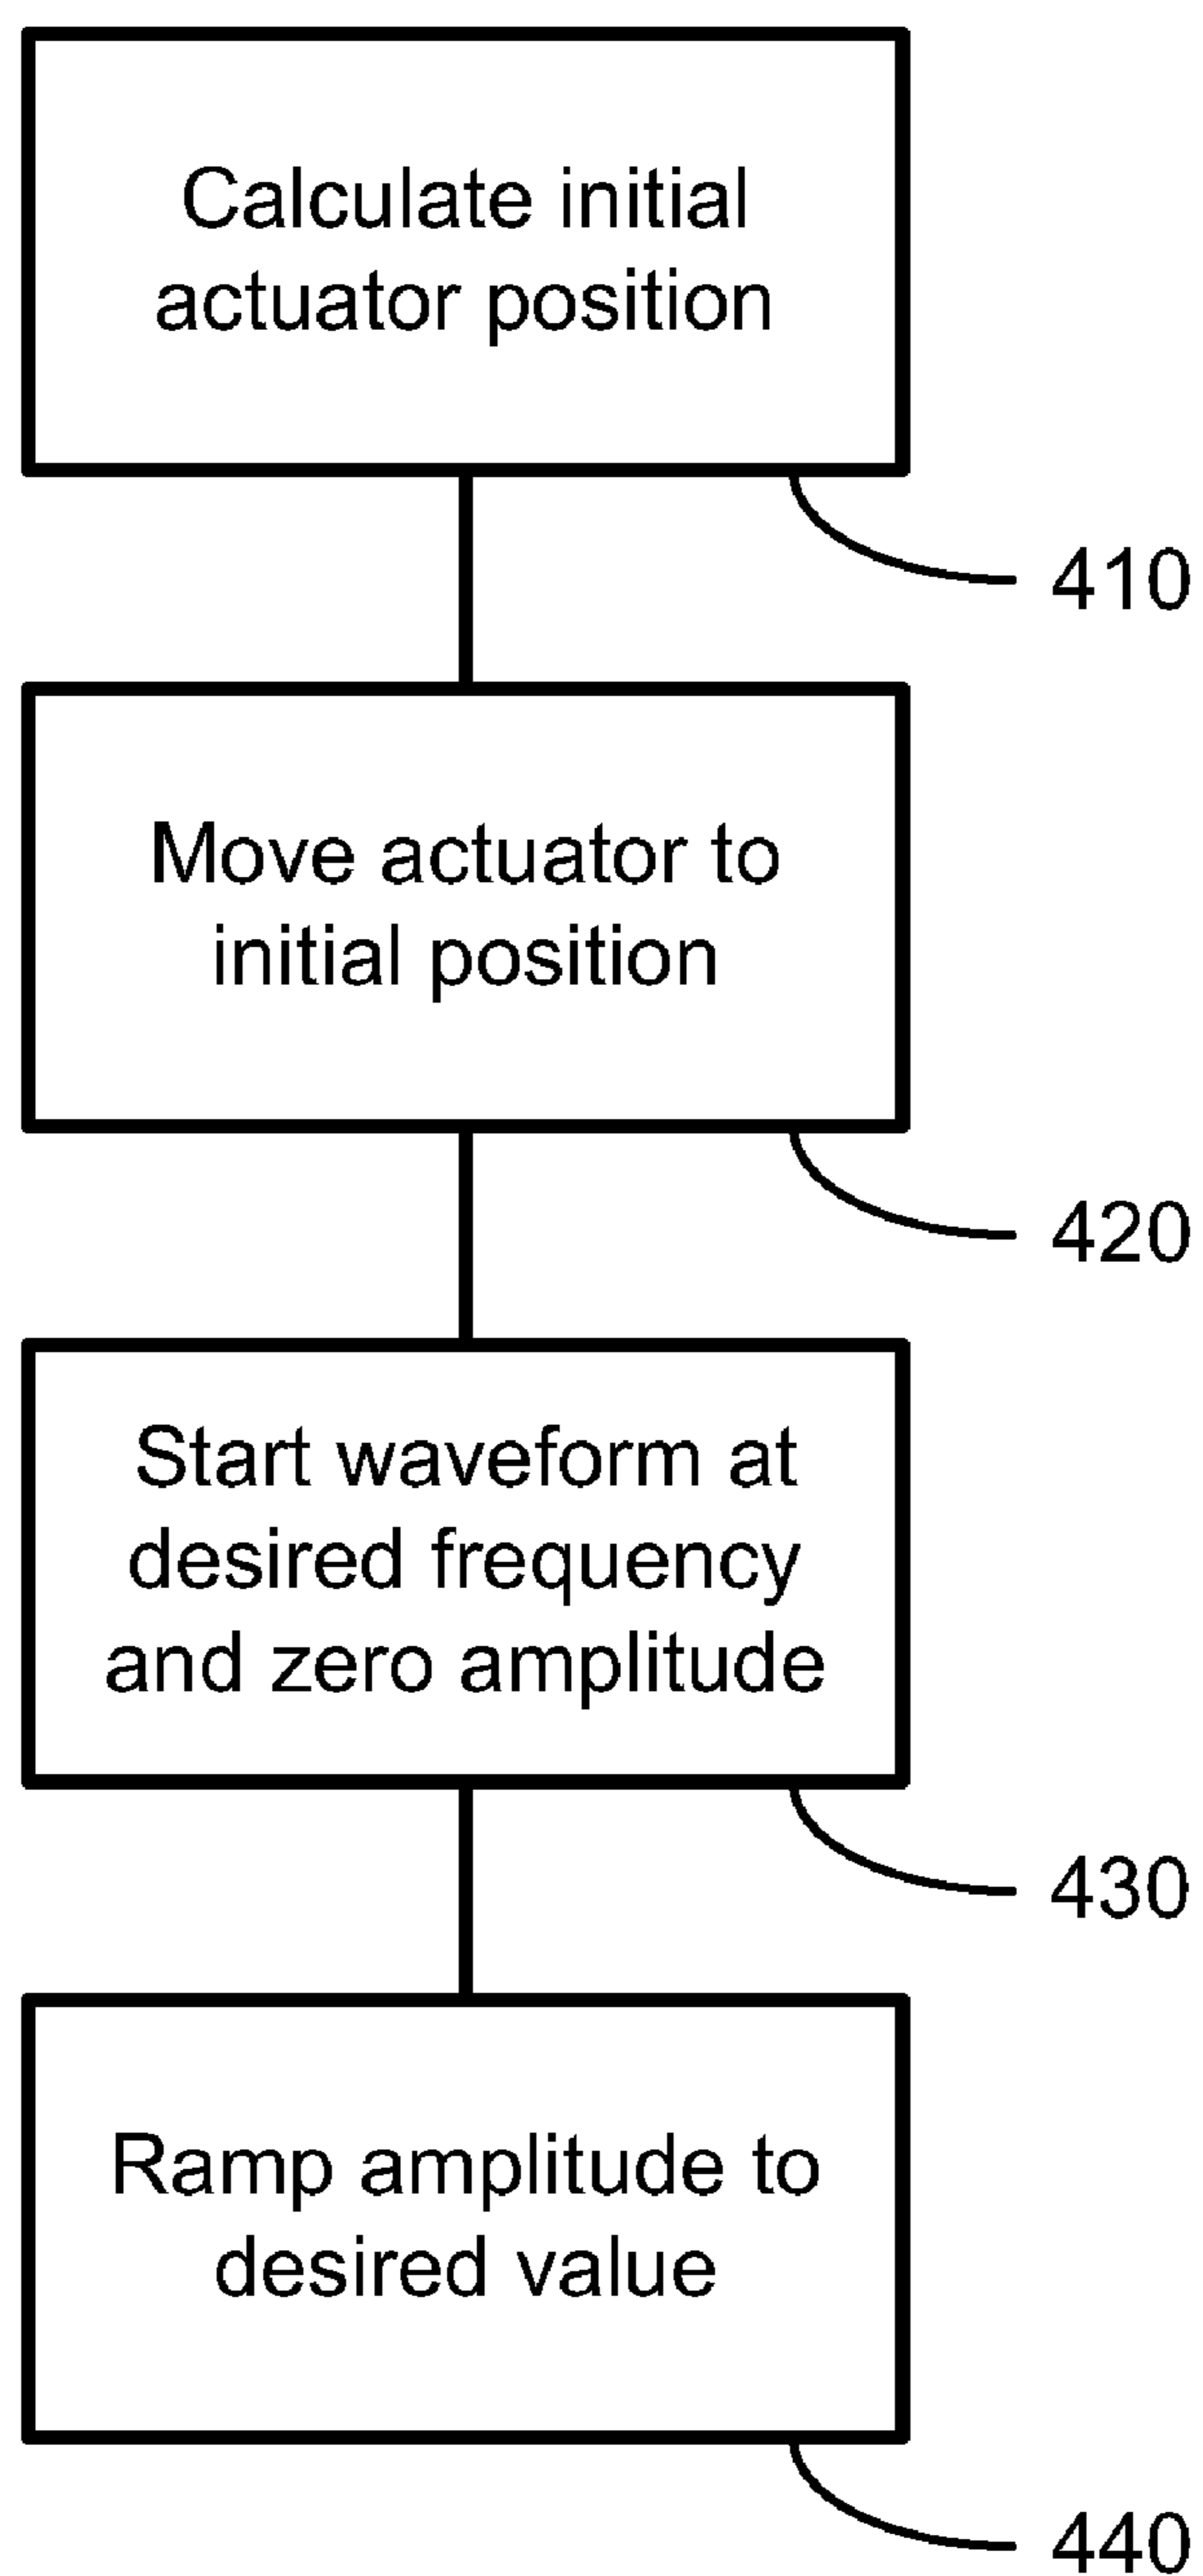 Calculate initial
actuator position
410
Move actuator to
initial position
420
Start waveform at
desired frequency
and zero amplitude
430
Ramp amplitude to
desired value
440